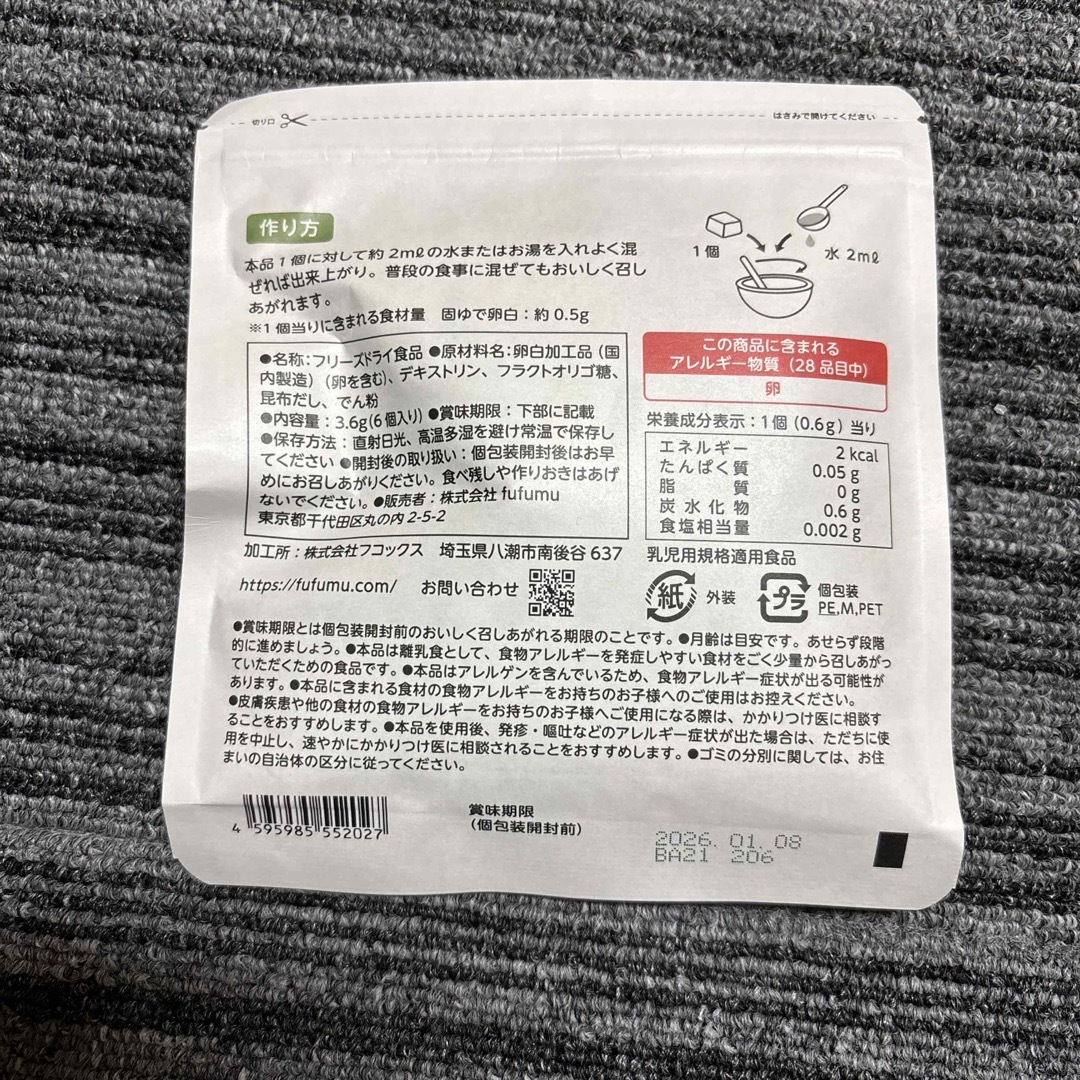 切り口
はさみで開けてください
作り方
本品1個に対して約2mlの水またはお湯を入れよく混
ぜれば出来上がり。普段の食事に混ぜてもおいしく召し
あがれます。
※1個当りに含まれる食材量 固ゆで卵白：約0.5g
1個
水 2ml
●名称：フリーズドライ食品 ●原材料名：卵白加工品（国
内製造）（卵を含む）、デキストリン、フラクトオリゴ糖、
昆布だし、でん粉
●内容量：3.6g(6個入り) ●賞味期限：下部に記載
●保存方法：直射日光、高温多湿を避け常温で保存し
てください ●開封後の取り扱い：個包装開封後はお早
めにお召しあがりください。食べ残しや作りおきはあげ
ないでください。●販売者：株式会社fufumu
東京都千代田区丸の内2-5-2
加工所：株式会社フコックス 埼玉県八潮市南後谷637
https://fufumu.com/ お問い合わせ
この商品に含まれる
アレルギー物質（28品目中）
卵
栄養成分表示：1個（0.6g）当り
エネルギー 2 kcal
たんぱく質 0.05 g
脂質 0 g
炭水化物 0.6 g
食塩相当量 0.002 g
乳児用規格適用食品
紙 外装
プラ 個包装
PE,M,PET
●賞味期限とは個包装開封前のおいしく召しあがれる期限のことです。●月齢は目安です。あせらず段階
的に進めましょう。●本品は離乳食として、食物アレルギーを発症しやすい食材をごく少量から召しあがっ
ていただくための食品です。●本品はアレルゲンを含んでいるため、食物アレルギー症状が出る可能性が
あります。●本品に含まれる食材の食物アレルギーをお持ちのお子様へのご使用はお控えください。
●皮膚疾患や他の食材の食物アレルギーをお持ちのお子様へご使用になる際は、かかりつけ医に相談す
ることをおすすめします。●本品を使用後、発疹・嘔吐などのアレルギー症状が出た場合は、ただちに使
用を中止し、速やかにかかりつけ医に相談されることをおすすめします。●ゴミの分別に関しては、お住
まいの自治体の区分に従ってください。
4 595985 552027
賞味期限
（個包装開封前）
2026. 01. 08
BA21 206